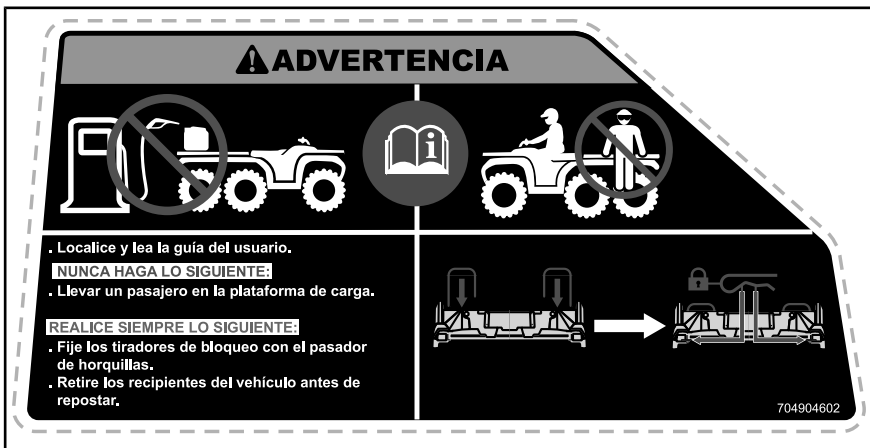 ADVERTENCIA
. Localice y lea la guía del usuario.
NUNCA HAGA LO SIGUIENTE:
. Llevar un pasajero en la plataforma de carga.
REALICE SIEMPRE LO SIGUIENTE:
. Fije los tiradores de bloqueo con el pasador
de horquillas.
. Retire los recipientes del vehículo antes de
repostar.
704904602